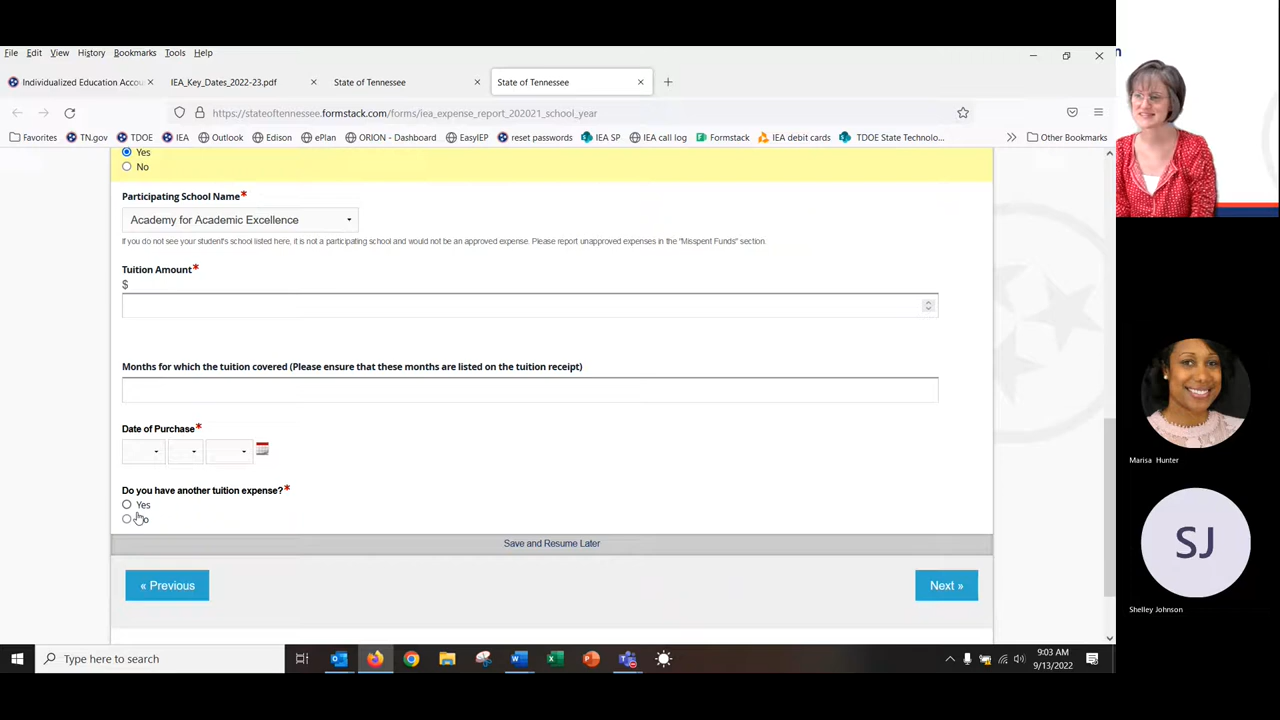 File Edit View History Bookmarks Tools Help
Individualized Education Accou
IEA_Key_Dates_2022-23.pdf
State of Tennessee
State of Tennessee
https://stateoftennessee.formstack.com/forms/iea_expense_report_202021_school_year
Favorites TN.gov TDOE IEA Outlook Edison ePlan ORION - Dashboard EasyIEP reset passwords IEA SP IEA call log Formstack IEA debit cards TDOE State Technolo... Other Bookmarks
Yes
No
Participating School Name*
Academy for Academic Excellence
If you do not see your student's school listed here, it is not a participating school and would not be an approved expense. Please report unapproved expenses in the "Misspent Funds" section.
Tuition Amount*
$
Months for which the tuition covered (Please ensure that these months are listed on the tuition receipt)
Date of Purchase*
Do you have another tuition expense?*
Yes
Save and Resume Later
« Previous
Next »
Marisa Hunter
SJ
Shelley Johnson
Type here to search
9:03 AM
9/13/2022